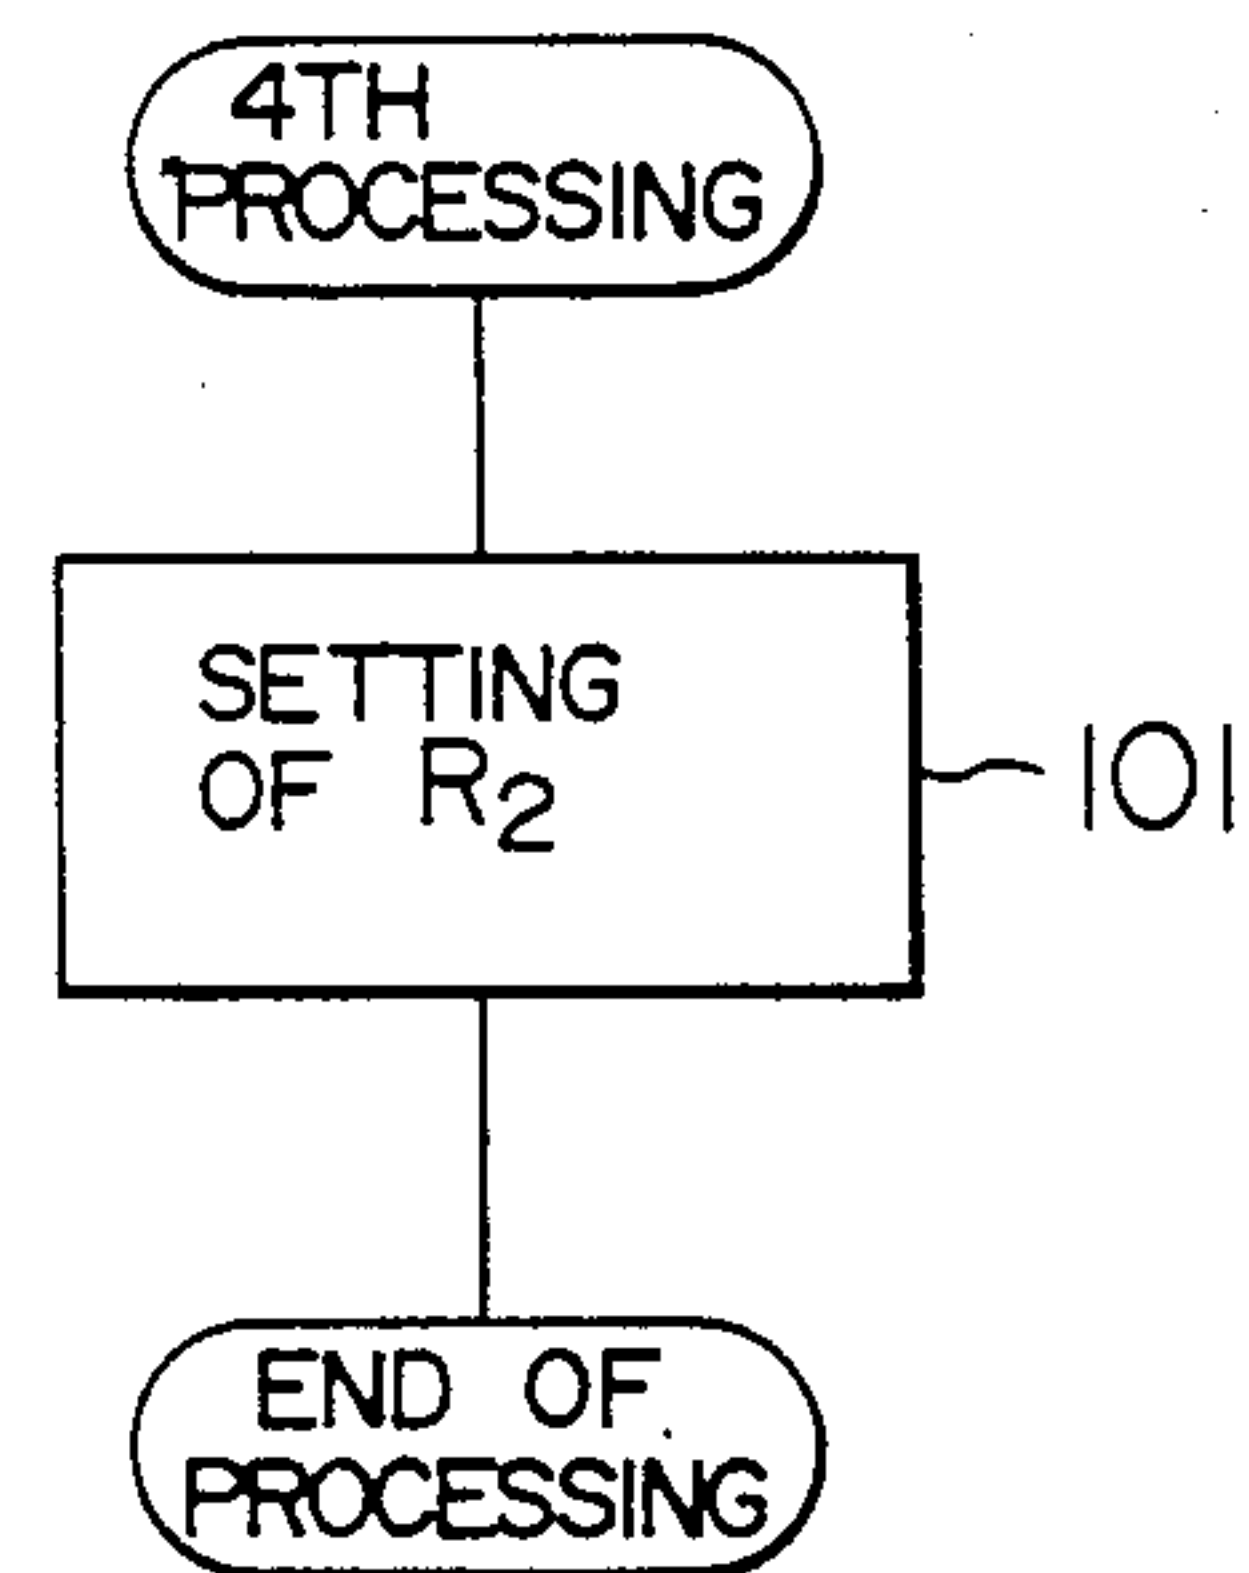 4TH
PROCESSING
SETTING
OF R₂
101
END OF
PROCESSING